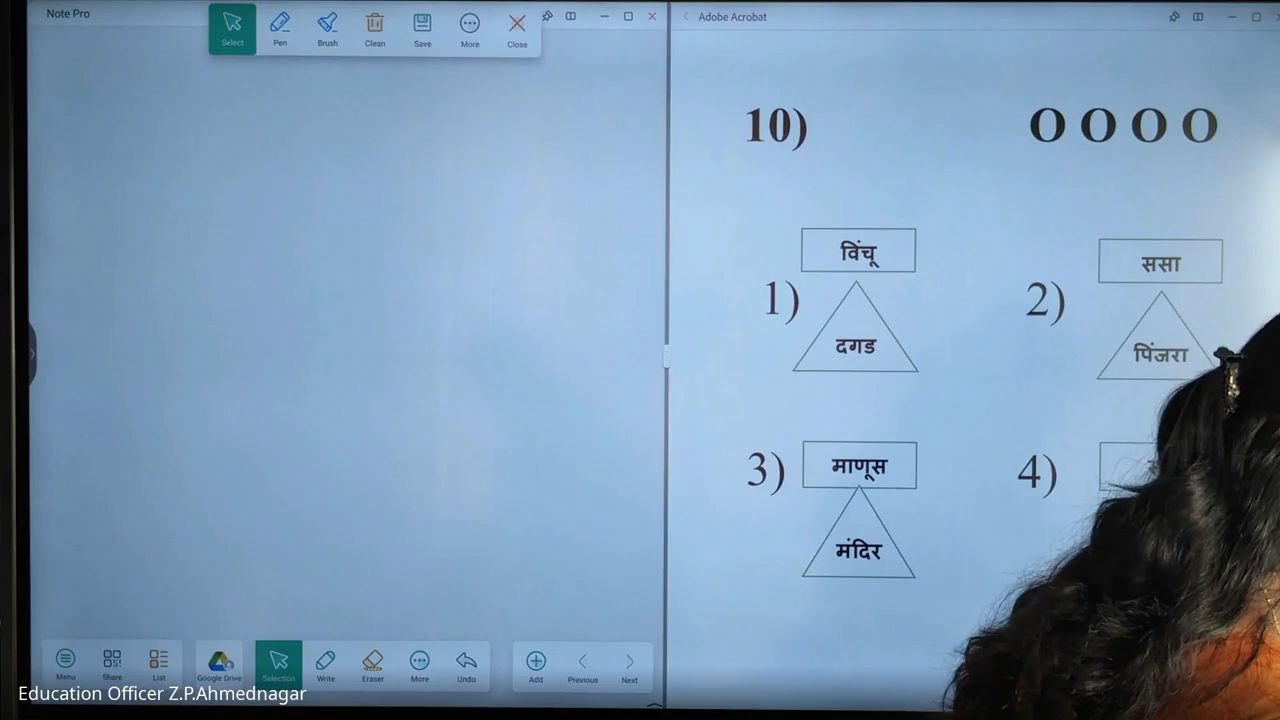 Note Pro
Select
Pen
Brush
Clean
Save
More
Close
Adobe Acrobat
10)
O O O O
विंचू
1)
दगड
ससा
2)
पिंजरा
माणूस
3)
मंदिर
4)
Menu
Share
List
Google Drive
Selection
Write
Eraser
More
Undo
Add
Previous
Next
Education Officer Z.P.Ahmednagar